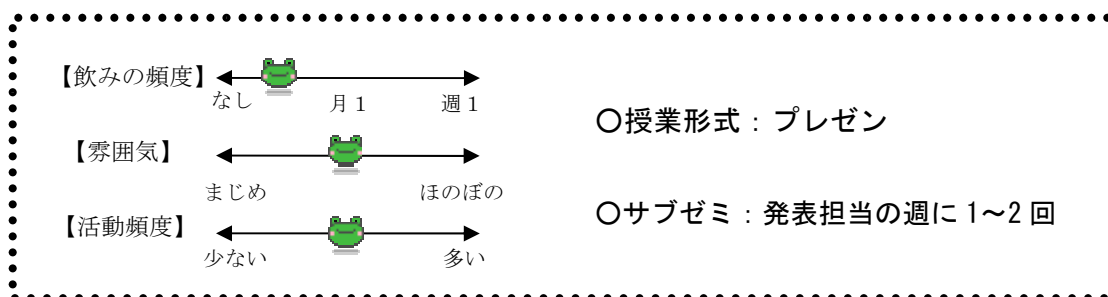 【飲みの頻度】
なし 月1 週1
【雰囲気】
まじめ ほのぼの
【活動頻度】
少ない 多い
〇授業形式：プレゼン
〇サブゼミ：発表担当の週に 1～2 回